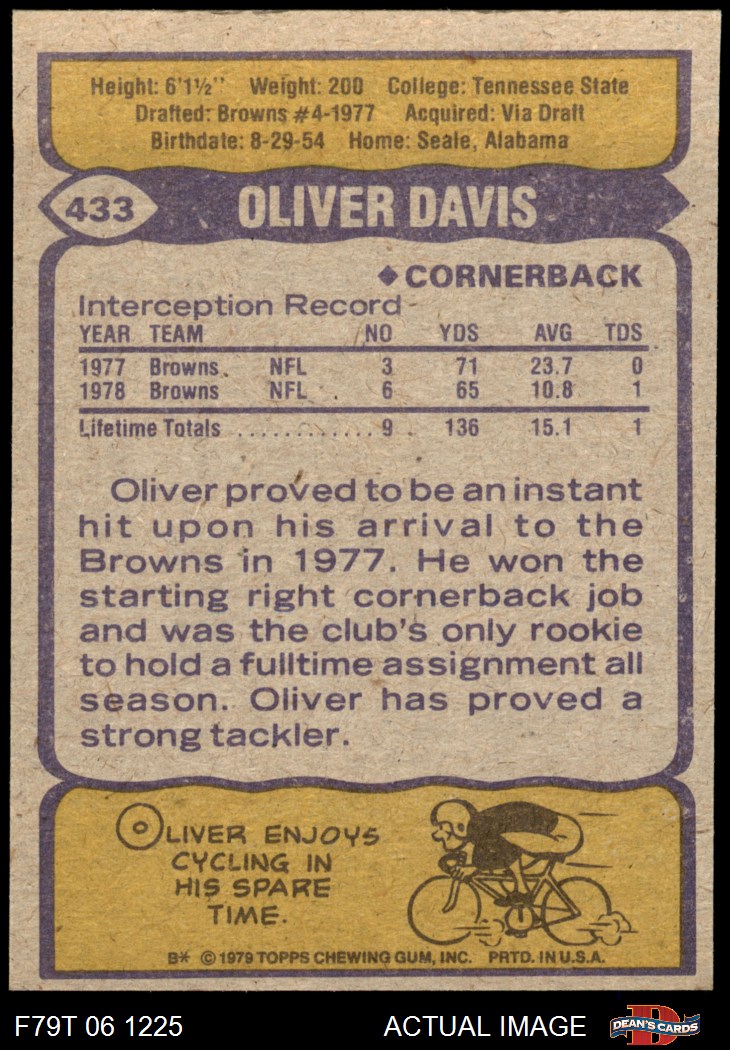 Height: 6'1½'' Weight: 200 College: Tennessee State
Drafted: Browns #4-1977 Acquired: Via Draft
Birthdate: 8-29-54 Home: Seale, Alabama
433 OLIVER DAVIS
◆ CORNERBACK
Interception Record
YEAR TEAM NO YDS AVG TDS
1977 Browns NFL 3 71 23.7 0
1978 Browns NFL 6 65 10.8 1
Lifetime Totals ............ 9 136 15.1 1
Oliver proved to be an instant
hit upon his arrival to the
Browns in 1977. He won the
starting right cornerback job
and was the club's only rookie
to hold a fulltime assignment all
season. Oliver has proved a
strong tackler.
OLIVER ENJOYS
CYCLING IN
HIS SPARE
TIME.
B* © 1979 TOPPS CHEWING GUM, INC. PRTD. IN U.S.A.
F79T 06 1225 ACTUAL IMAGE DEAN'S CARDS